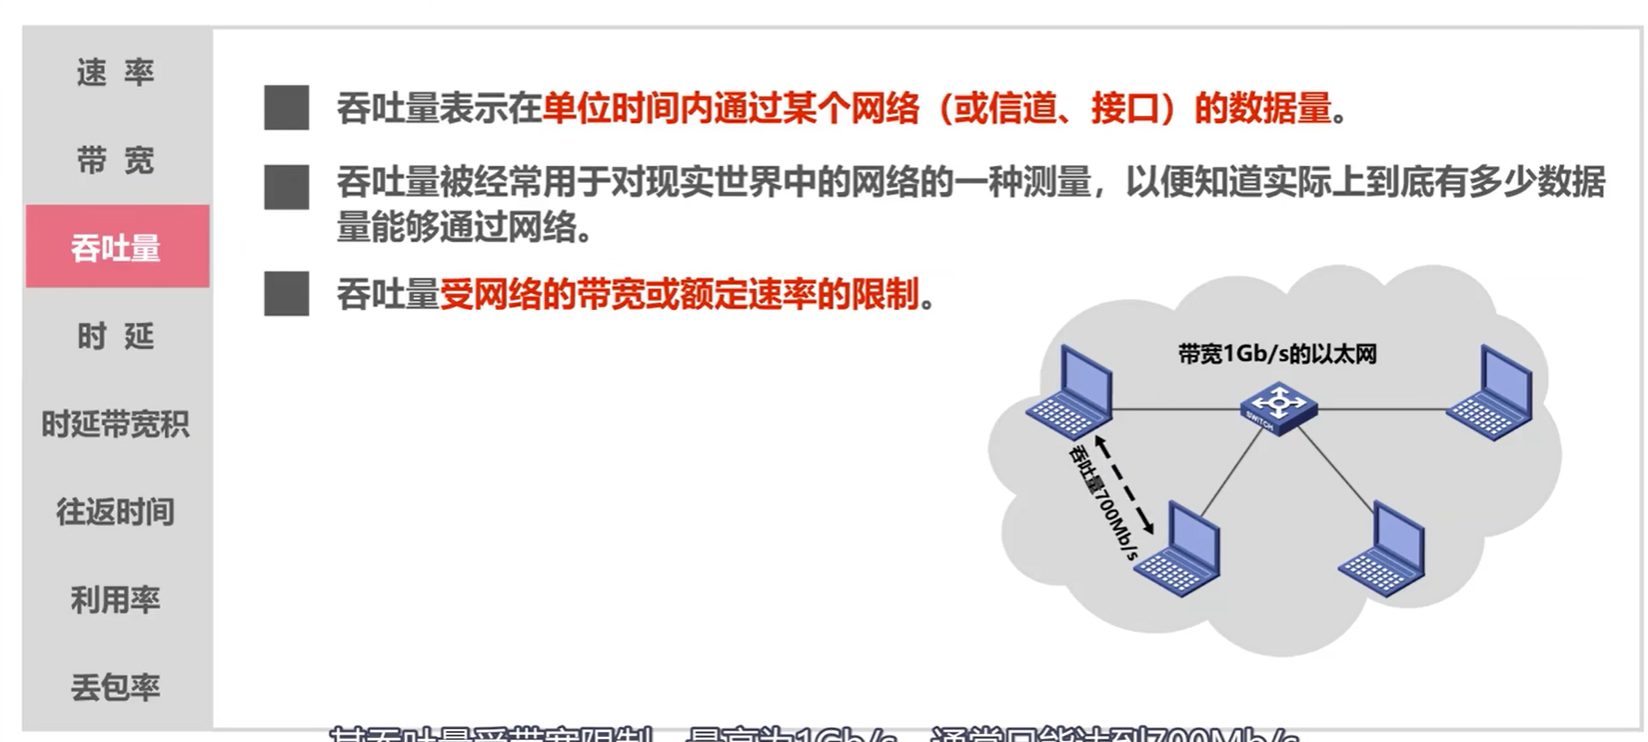 速 率
带 宽
吞吐量
时 延
时延带宽积
往返时间
利用率
丢包率
吞吐量表示在单位时间内通过某个网络（或信道、接口）的数据量。
吞吐量被经常用于对现实世界中的网络的一种测量，以便知道实际上到底有多少数据
量能够通过网络。
吞吐量受网络的带宽或额定速率的限制。
带宽1Gb/s的以太网
SWITCH
吞吐量700Mb/s
其吞吐量受带宽限制 最高为1Gb/s 通常只能达到700Mb/s